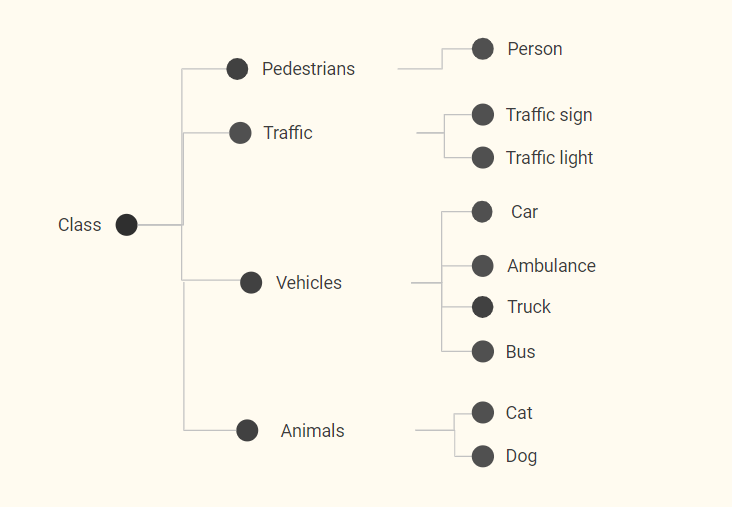 Class
Pedestrians
Person
Traffic
Traffic sign
Traffic light
Vehicles
Car
Ambulance
Truck
Bus
Animals
Cat
Dog